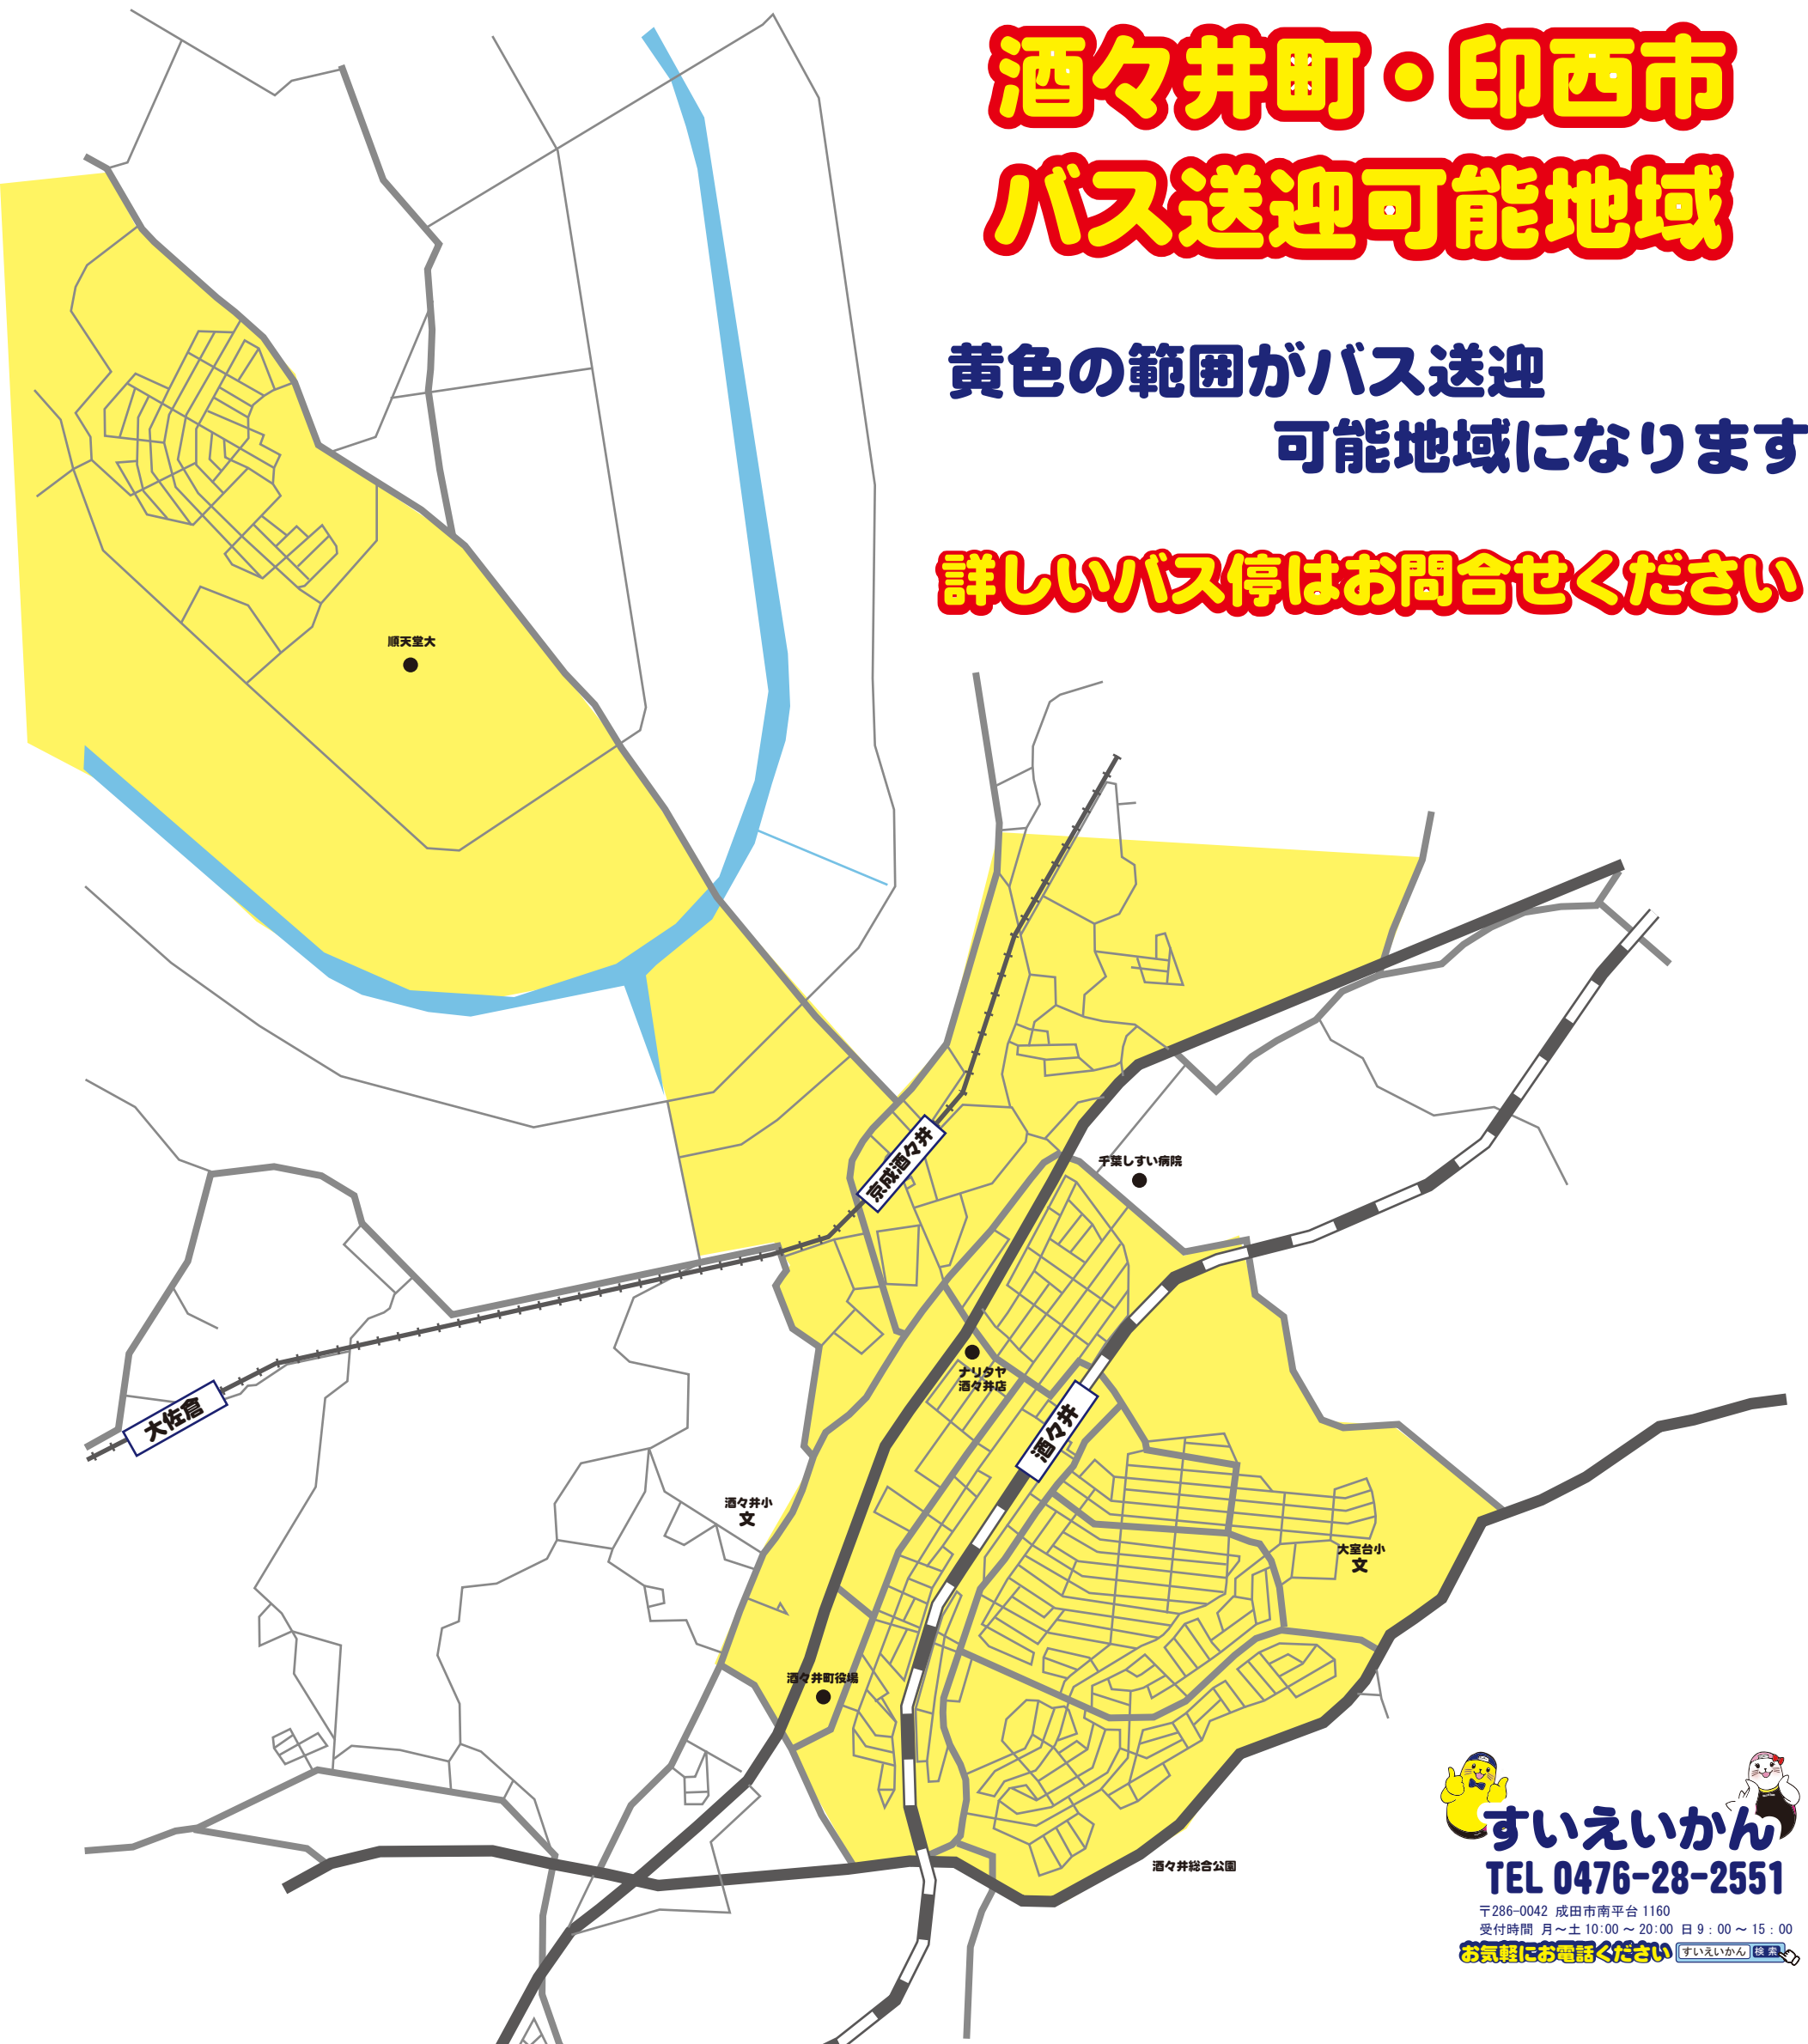 酒々井町・印西市
バス送迎可能地域
黄色の範囲がバス送迎
可能地域になります
詳しいバス停はお問合せください
順天堂大
京成酒々井
千葉しすい病院
ナリタヤ
酒々井店
大佐倉
酒々井
酒々井小
文
大室台小
文
酒々井町役場
酒々井総合公園
すいえいかん
TEL 0476-28-2551
〒286-0042 成田市南平台 1160
受付時間 月～土 10:00 ～ 20:00 日 9：00 ～ 15：00
お気軽にお電話ください すいえいかん 検索